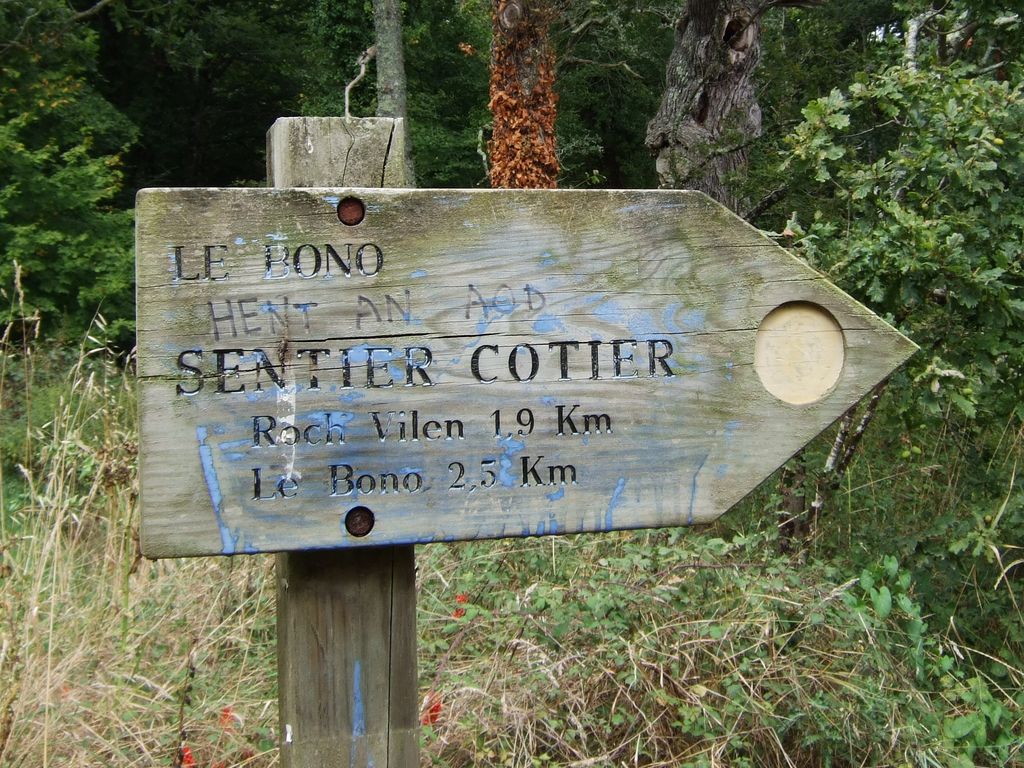 LE BONO
HENT AN AOD
SENTIER COTIER
Roch Vilen 1,9 Km
Le Bono 2,5 Km